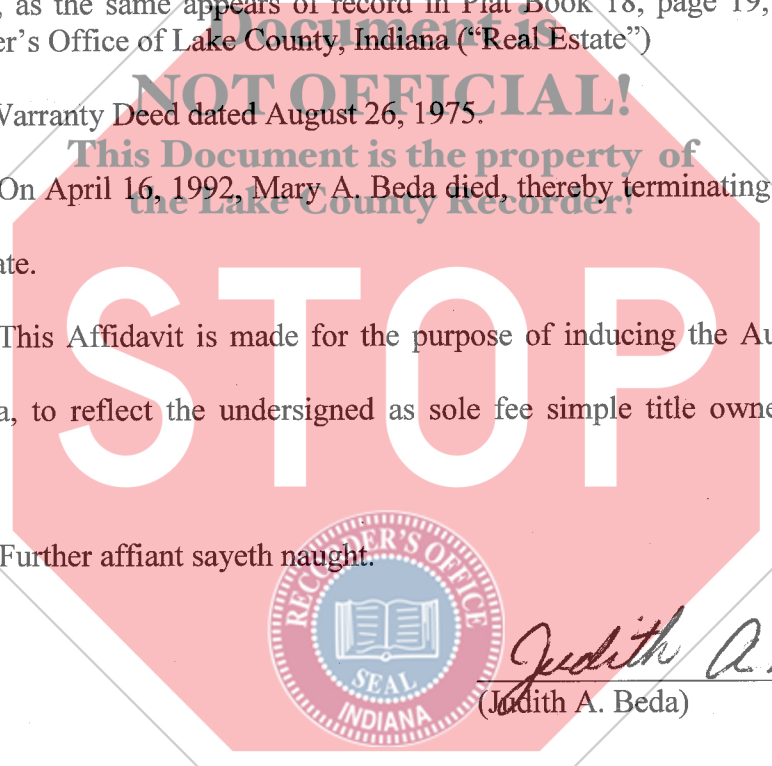 , as the same appears of record in Plat Book 18, page 19,
Document is
er's Office of Lake County, Indiana (“Real Estate”)
NOT OFFICIAL!
Warranty Deed dated August 26, 1975.
This Document is the property of
On April 16, 1992, Mary A. Beda died, thereby terminating
the Lake County Recorder!
ate.
STOP
This Affidavit is made for the purpose of inducing the Au
a, to reflect the undersigned as sole fee simple title owne
Further affiant sayeth naught.
RECORDER'S OFFICE
SEAL
INDIANA
Judith A.
(Judith A. Beda)